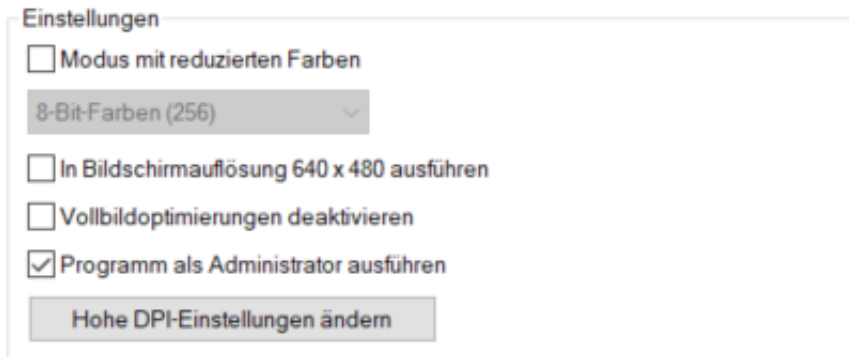 Einstellungen
Modus mit reduzierten Farben
8-Bit-Farben (256)
In Bildschirmauflösung 640 x 480 ausführen
Vollbildoptimierungen deaktivieren
Programm als Administrator ausführen
Hohe DPI-Einstellungen ändern